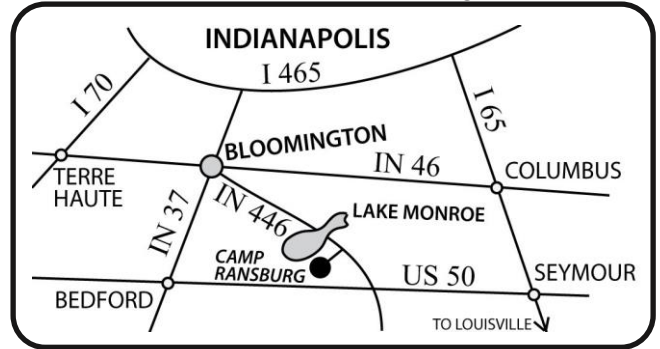 INDIANAPOLIS
I 465
I 70
I 65
BLOOMINGTON
IN 46
COLUMBUS
TERRE
HAUTE
IN 37
IN 446
LAKE MONROE
CAMP
RANSBURG
US 50
SEYMOUR
BEDFORD
TO LOUISVILLE